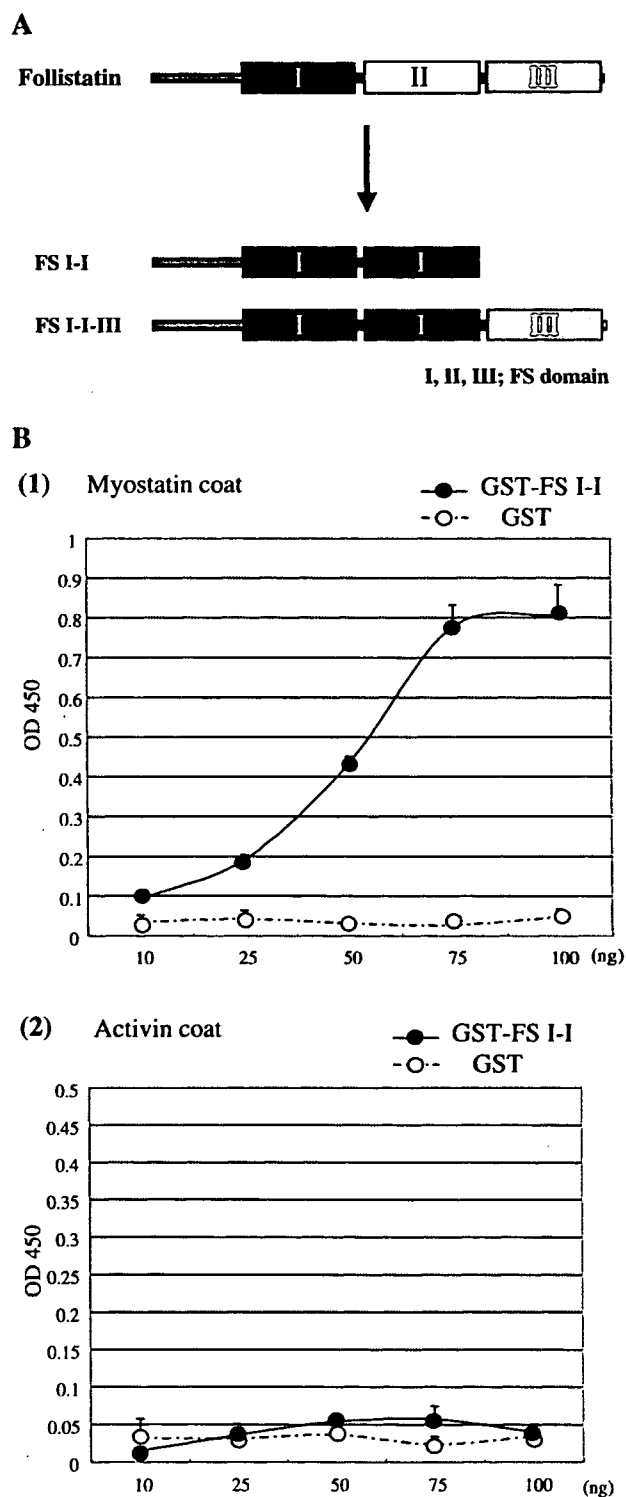 A
Follistatin I II III
FS I-I I I
FS I-I-III I I III
I, II, III; FS domain
B
(1) Myostatin coat
GST-FS I-I
GST
1
0.9
0.8
0.7
0.6
0.5
0.4
0.3
0.2
0.1
0
OD 450
10 25 50 75 100 (ng)
(2) Activin coat
GST-FS I-I
GST
0.5
0.45
0.4
0.35
0.3
0.25
0.2
0.15
0.1
0.05
0
OD 450
10 25 50 75 100 (ng)